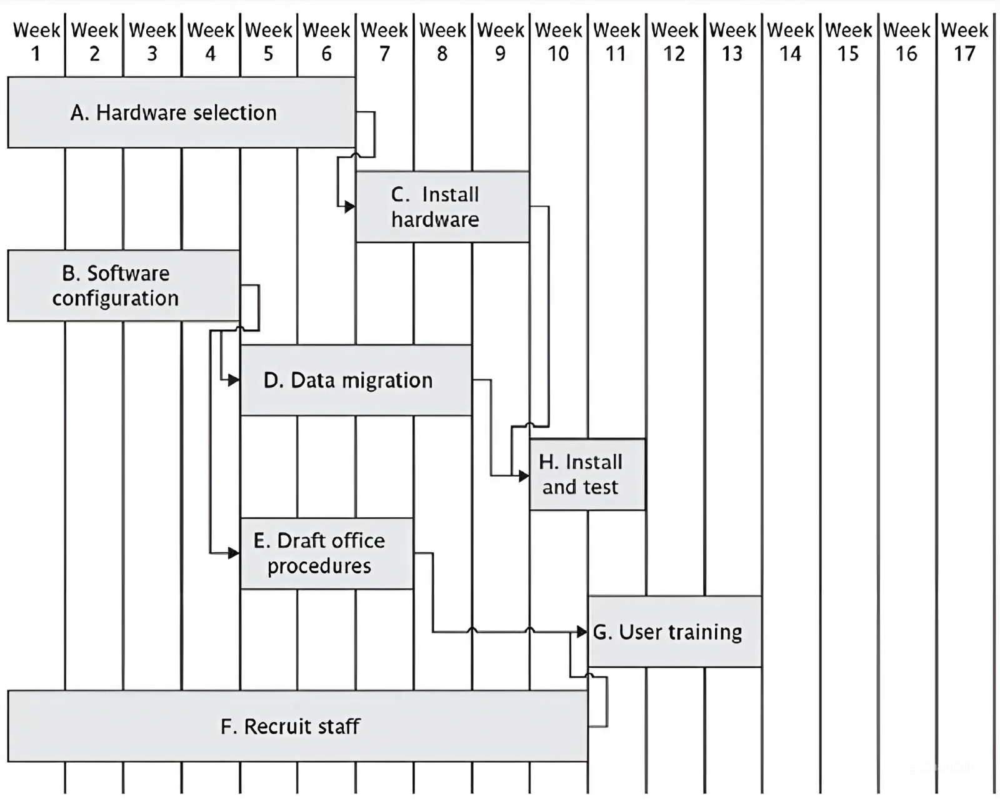 Week Week Week Week Week Week Week Week Week Week Week Week Week Week Week Week Week
1 2 3 4 5 6 7 8 9 10 11 12 13 14 15 16 17
A. Hardware selection
C. Install
hardware
B. Software
configuration
D. Data migration
H. Install
and test
E. Draft office
procedures
G. User training
F. Recruit staff